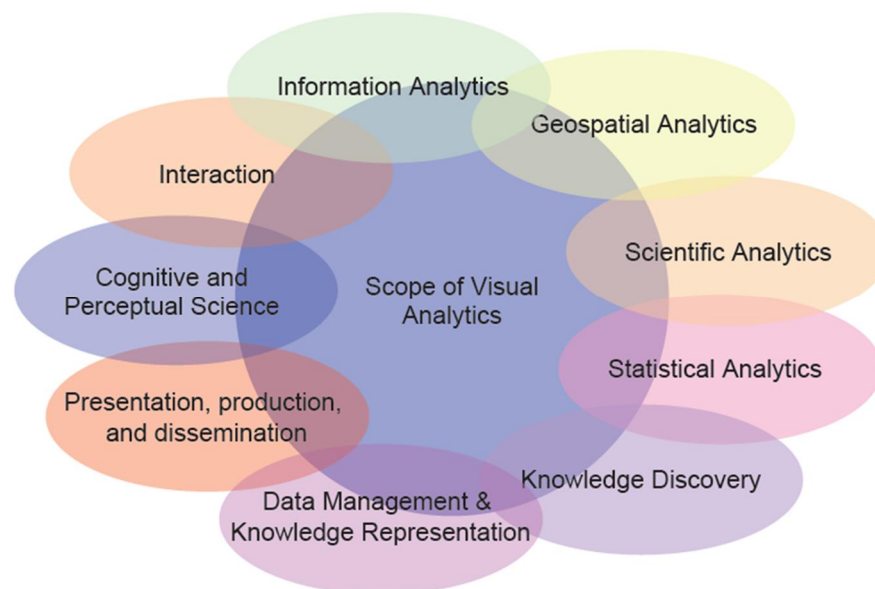 Information Analytics
Geospatial Analytics
Interaction
Scientific Analytics
Cognitive and
Perceptual Science
Scope of Visual
Analytics
Statistical Analytics
Presentation, production,
and dissemination
Knowledge Discovery
Data Management &
Knowledge Representation